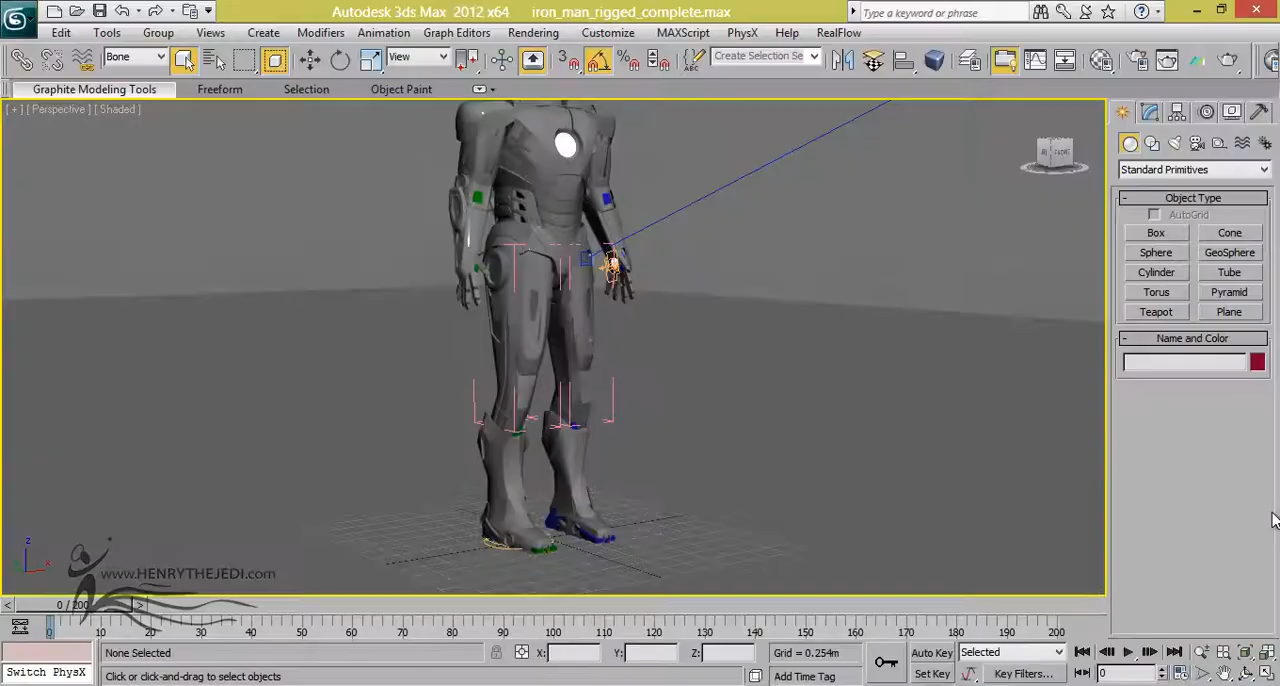 Autodesk 3ds Max 2012 x64 iron_man_rigged_complete.max Type a keyword or phrase
Edit Tools Group Views Create Modifiers Animation Graph Editors Rendering Customize MAXScript PhysX Help RealFlow
Bone View 3 Create Selection Se
Graphite Modeling Tools Freeform Selection Object Paint
[ + ] [ Perspective ] [ Shaded ]
FRONT
Standard Primitives
- Object Type
AutoGrid
Box Cone
Sphere GeoSphere
Cylinder Tube
Torus Pyramid
Teapot Plane
- Name and Color
z
x
www.HENRYTHEJEDI.com
< 0 / 200 >
0 10 20 30 40 50 60 70 80 90 100 110 120 130 140 150 160 170 180 190 200
None Selected X: Y: Z: Grid = 0.254m Auto Key Selected
Switch PhysX Click or click-and-drag to select objects Add Time Tag Set Key Key Filters... 0